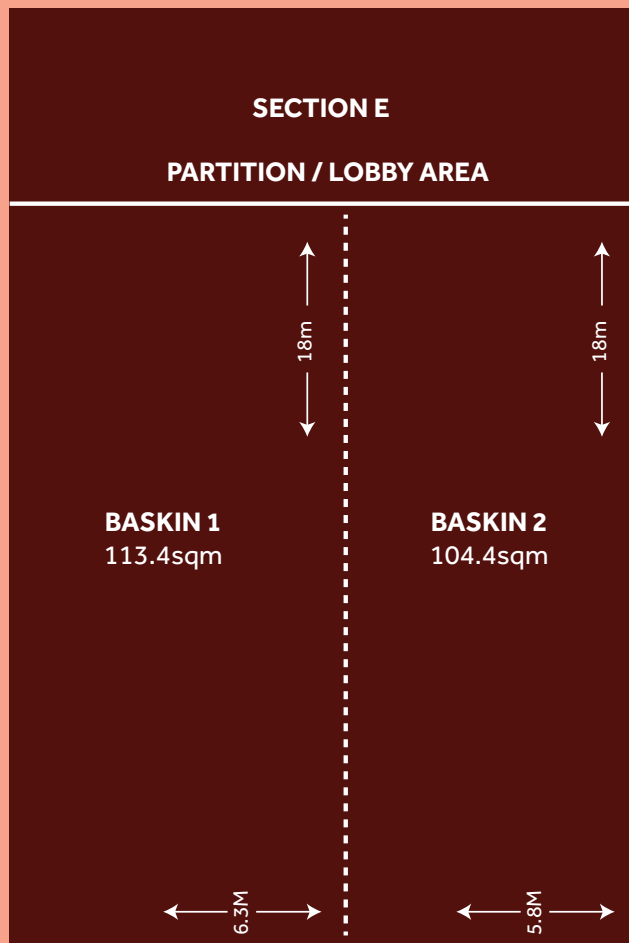 SECTION E
PARTITION / LOBBY AREA
18m
18m
BASKIN 1
113.4sqm
BASKIN 2
104.4sqm
6.3M
5.8M